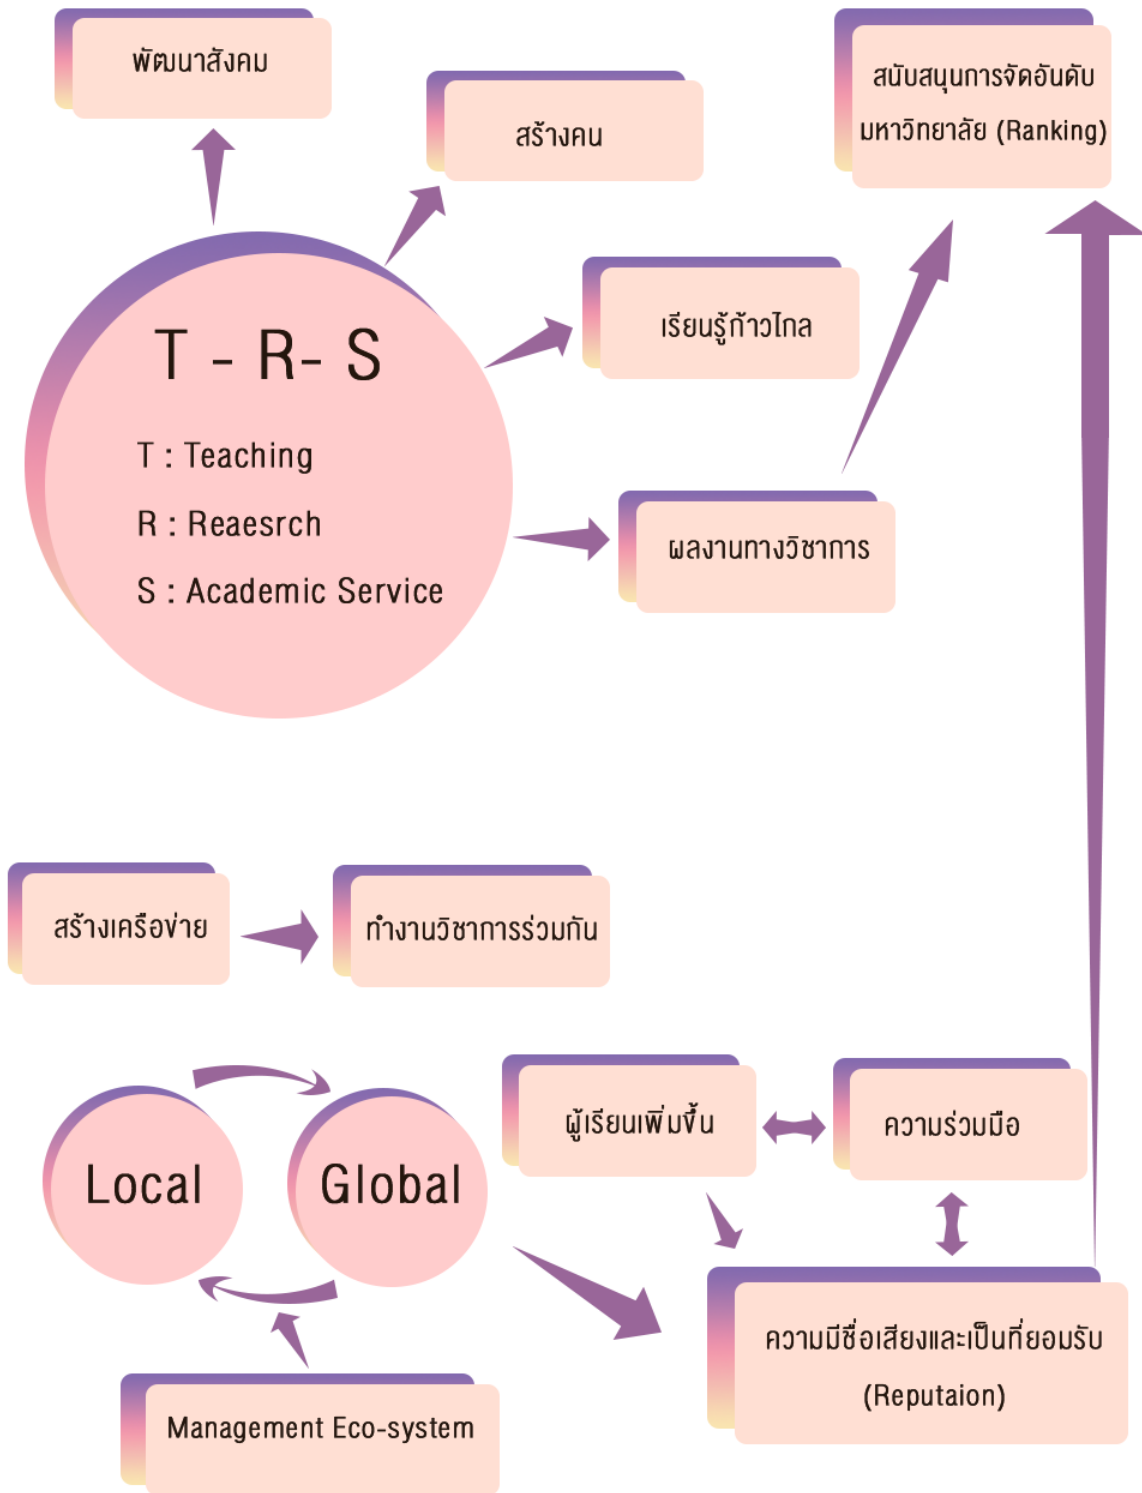 พัฒนาสังคม
สร้างคน
สนับสนุนการจัดอันดับ
มหาวิทยาลัย (Ranking)
เรียนรู้ก้าวไกล
T - R- S
T : Teaching
R : Reaesrch
S : Academic Service
ผลงานทางวิชาการ
สร้างเครือข่าย
ทำงานวิชาการร่วมกัน
Local
Global
ผู้เรียนเพิ่มขึ้น
ความร่วมมือ
ความมีชื่อเสียงและเป็นที่ยอมรับ
(Reputaion)
Management Eco-system